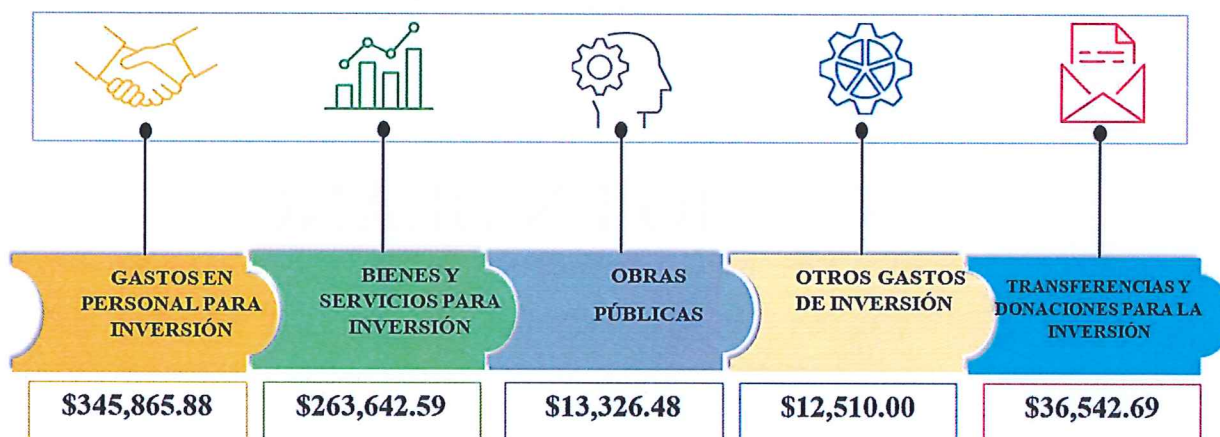 GASTOS EN
PERSONAL PARA
INVERSIÓN
BIENES Y
SERVICIOS PARA
INVERSIÓN
OBRAS
PÚBLICAS
OTROS GASTOS
DE INVERSIÓN
TRANSFERENCIAS Y
DONACIONES PARA LA
INVERSIÓN
$345,865.88
$263,642.59
$13,326.48
$12,510.00
$36,542.69